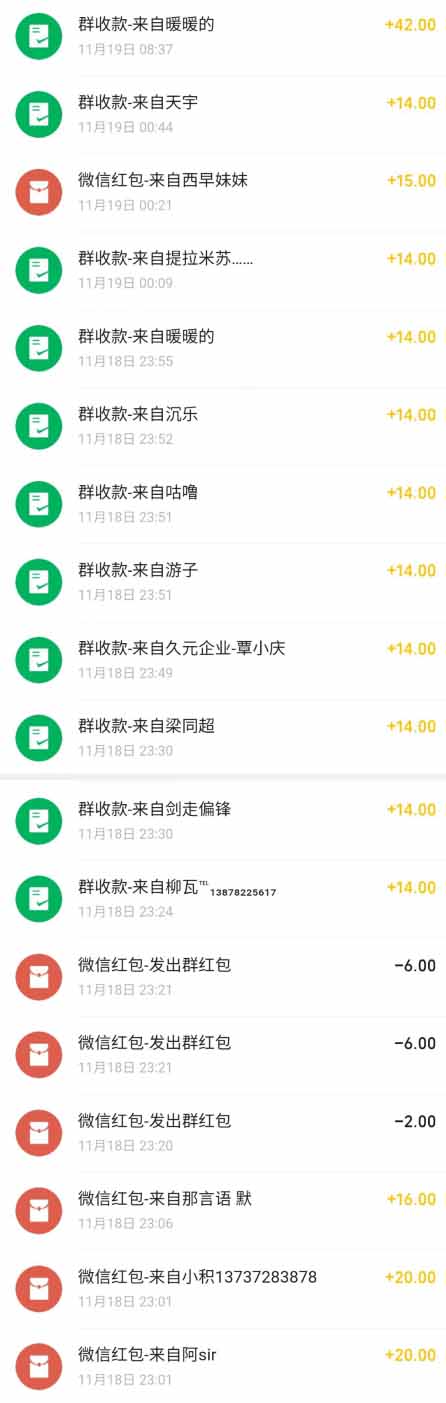 群收款-来自暖暖的 +42.00
11月19日 08:37
群收款-来自天宇 +14.00
11月19日 00:44
微信红包-来自西早妹妹 +15.00
11月19日 00:21
群收款-来自提拉米苏...... +14.00
11月19日 00:09
群收款-来自暖暖的 +14.00
11月18日 23:55
群收款-来自沉乐 +14.00
11月18日 23:52
群收款-来自咕噜 +14.00
11月18日 23:51
群收款-来自游子 +14.00
11月18日 23:51
群收款-来自久元企业-覃小庆 +14.00
11月18日 23:49
群收款-来自梁同超 +14.00
11月18日 23:30
群收款-来自剑走偏锋 +14.00
11月18日 23:30
群收款-来自柳瓦℡13878225617 +14.00
11月18日 23:24
微信红包-发出群红包 −6.00
11月18日 23:21
微信红包-发出群红包 −6.00
11月18日 23:21
微信红包-发出群红包 −2.00
11月18日 23:20
微信红包-来自那言语 默 +16.00
11月18日 23:06
微信红包-来自小积13737283878 +20.00
11月18日 23:01
微信红包-来自阿sir +20.00
11月18日 23:01